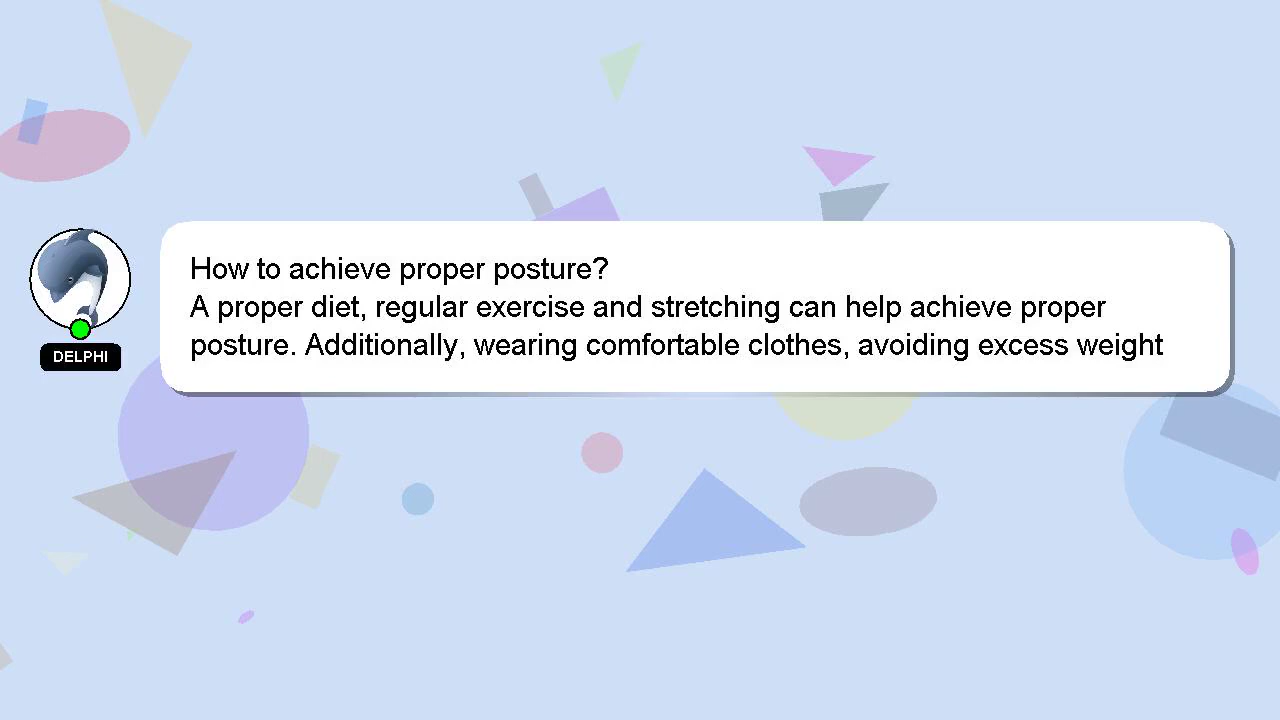 How to achieve proper posture?
A proper diet, regular exercise and stretching can help achieve proper
posture. Additionally, wearing comfortable clothes, avoiding excess weight
DELPHI